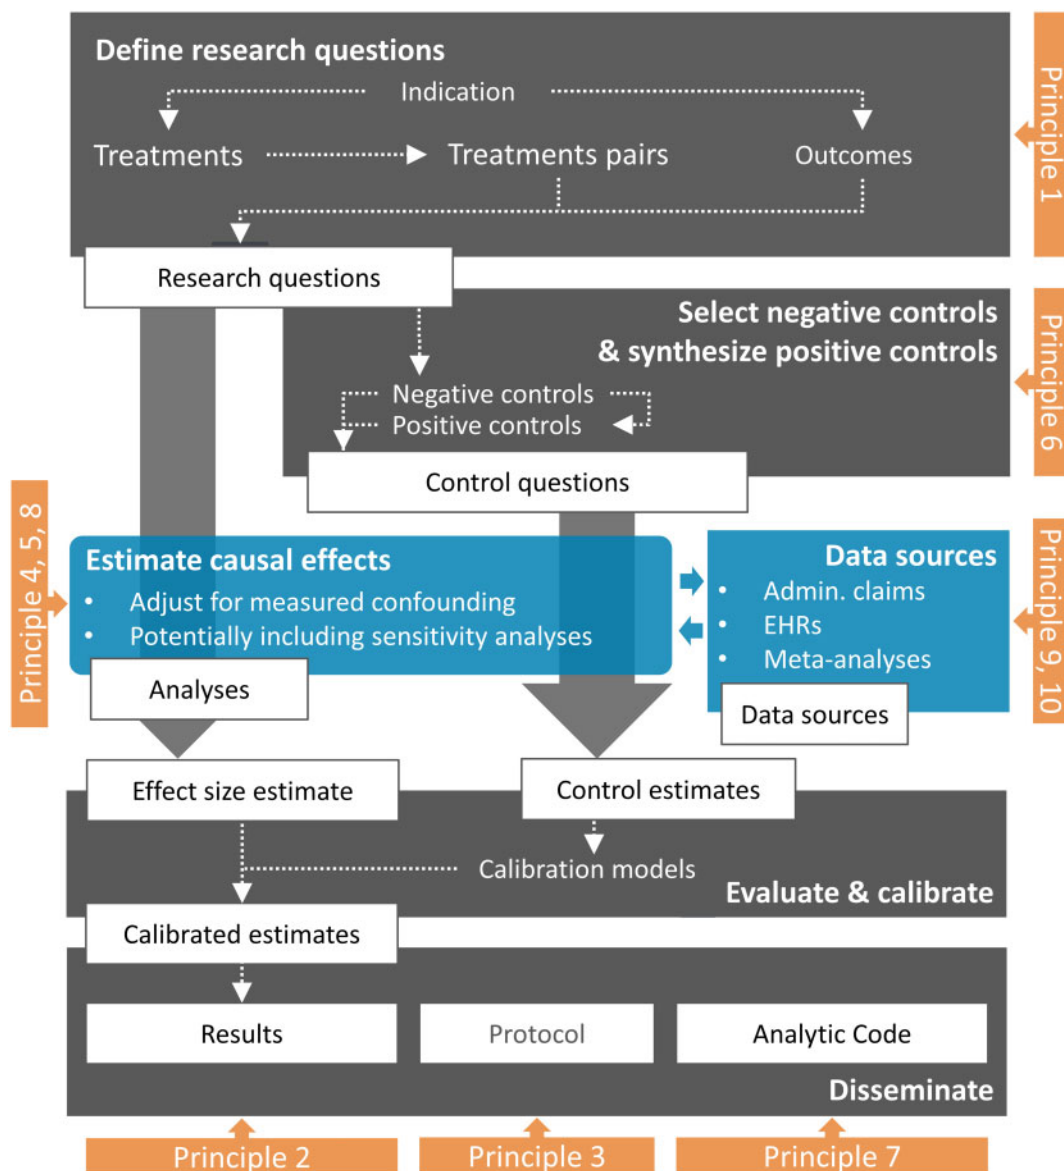 Define research questions
Indication
Treatments
Treatments pairs
Outcomes
Principle 1
Research questions
Select negative controls
& synthesize positive controls
Negative controls
Positive controls
Principle 6
Control questions
Principle 4, 5, 8
Estimate causal effects
• Adjust for measured confounding
• Potentially including sensitivity analyses
Analyses
Data sources
• Admin. claims
• EHRs
• Meta-analyses
Data sources
Principle 9, 10
Effect size estimate
Control estimates
Calibration models
Evaluate & calibrate
Calibrated estimates
Results
Protocol
Analytic Code
Disseminate
Principle 2
Principle 3
Principle 7